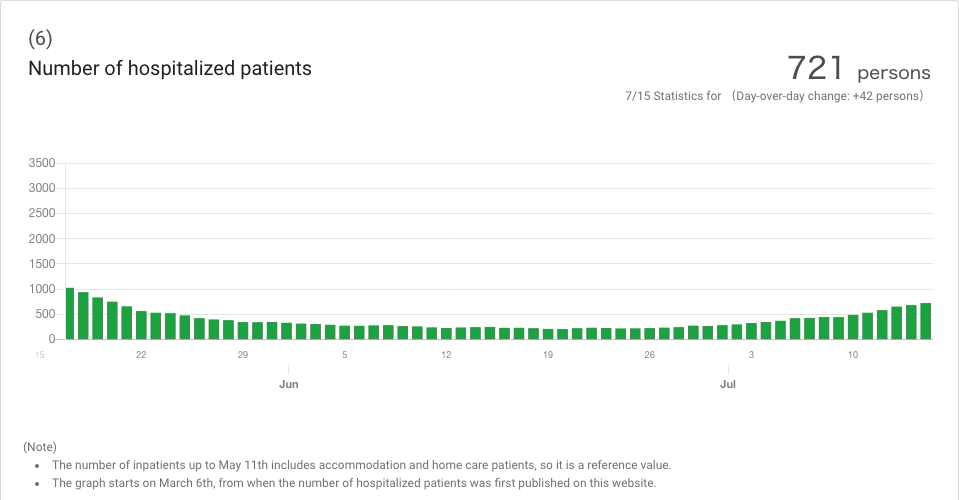 (6)
Number of hospitalized patients
721 persons
7/15 Statistics for （Day-over-day change: +42 persons）
3500
3000
2500
2000
1500
1000
500
0
15 22 29 5 12 19 26 3 10
Jun Jul
(Note)
• The number of inpatients up to May 11th includes accommodation and home care patients, so it is a reference value.
• The graph starts on March 6th, from when the number of hospitalized patients was first published on this website.